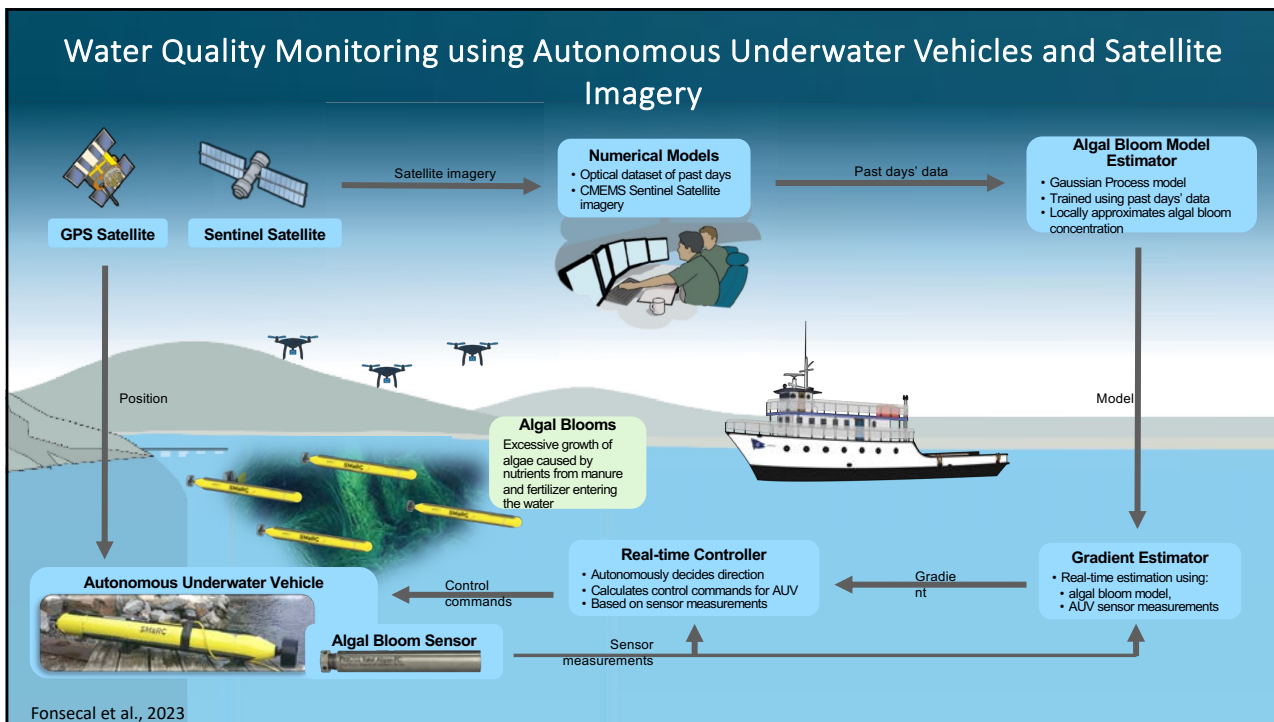 Water Quality Monitoring using Autonomous Underwater Vehicles and Satellite
Imagery
GPS Satellite
Sentinel Satellite
Satellite imagery
Numerical Models
• Optical dataset of past days
• CMEMS Sentinel Satellite
imagery
Past days’ data
Algal Bloom Model
Estimator
• Gaussian Process model
• Trained using past days’ data
• Locally approximates algal bloom
concentration
Position
Model
Algal Blooms
Excessive growth of
algae caused by
nutrients from manure
and fertilizer entering
the water
SMaRC
SMaRC
SMaRC
SMaRC
Autonomous Underwater Vehicle
SMaRC
Algal Bloom Sensor
Control
commands
Real-time Controller
• Autonomously decides direction
• Calculates control commands for AUV
• Based on sensor measurements
Gradie
nt
Gradient Estimator
• Real-time estimation using:
• algal bloom model,
• AUV sensor measurements
Sensor
measurements
Fonsecal et al., 2023